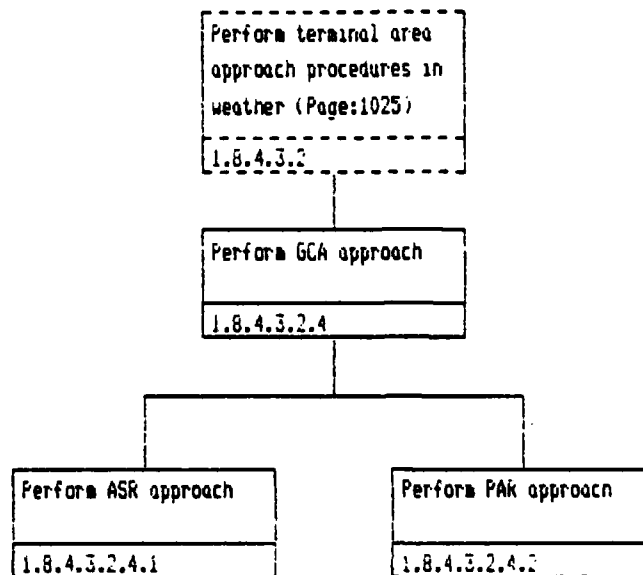 Perform terminal area
approach procedures in
weather (Page:1025)
1.8.4.3.2
Perform GCA approach
1.8.4.3.2.4
Perform ASR approach
1.8.4.3.2.4.1
Perform PAR approach
1.8.4.3.2.4.2